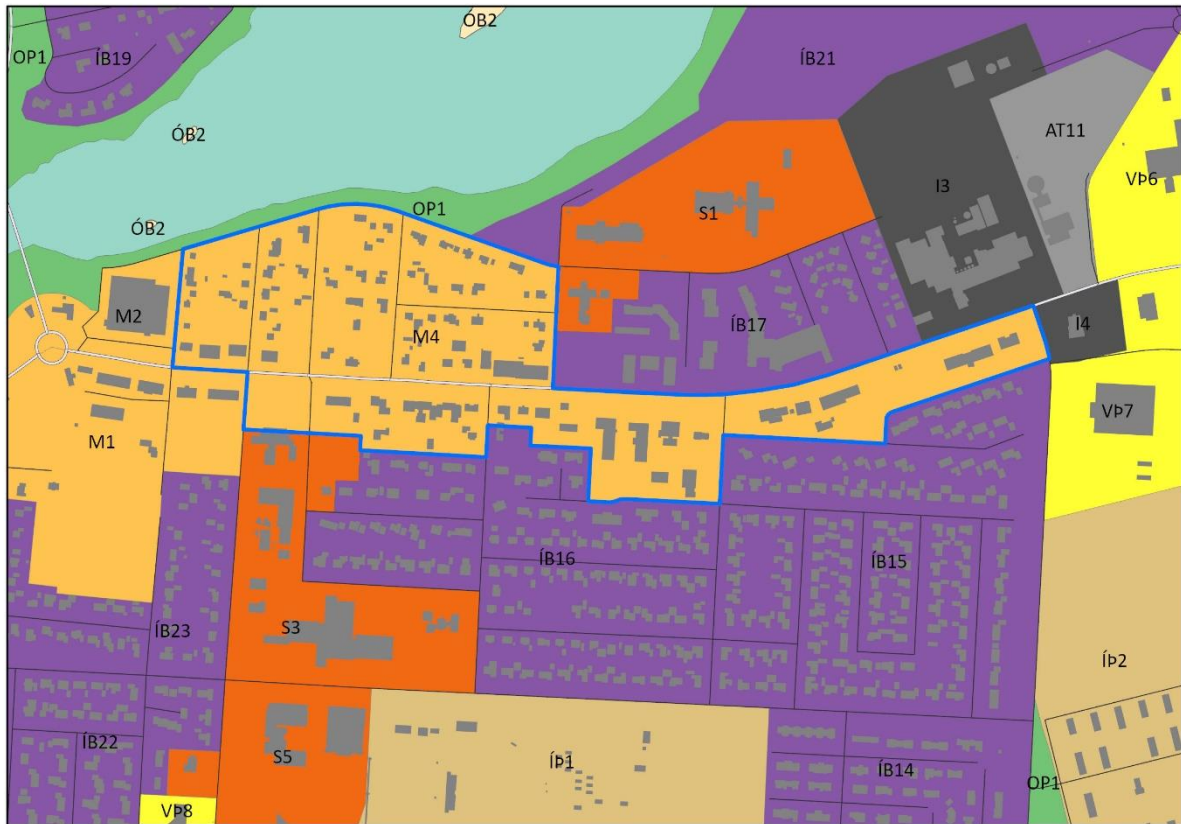 ÓB2
OP1
ÍB19
ÍB21
ÓB2
AT11
I3
VÞ6
OP1
S1
ÓB2
M2
ÍB17
M4
I4
VÞ7
M1
ÍB16
ÍB15
ÍB23
S3
ÍÞ2
ÍB22
S5
ÍÞ1
ÍB14
OP1
VÞ8